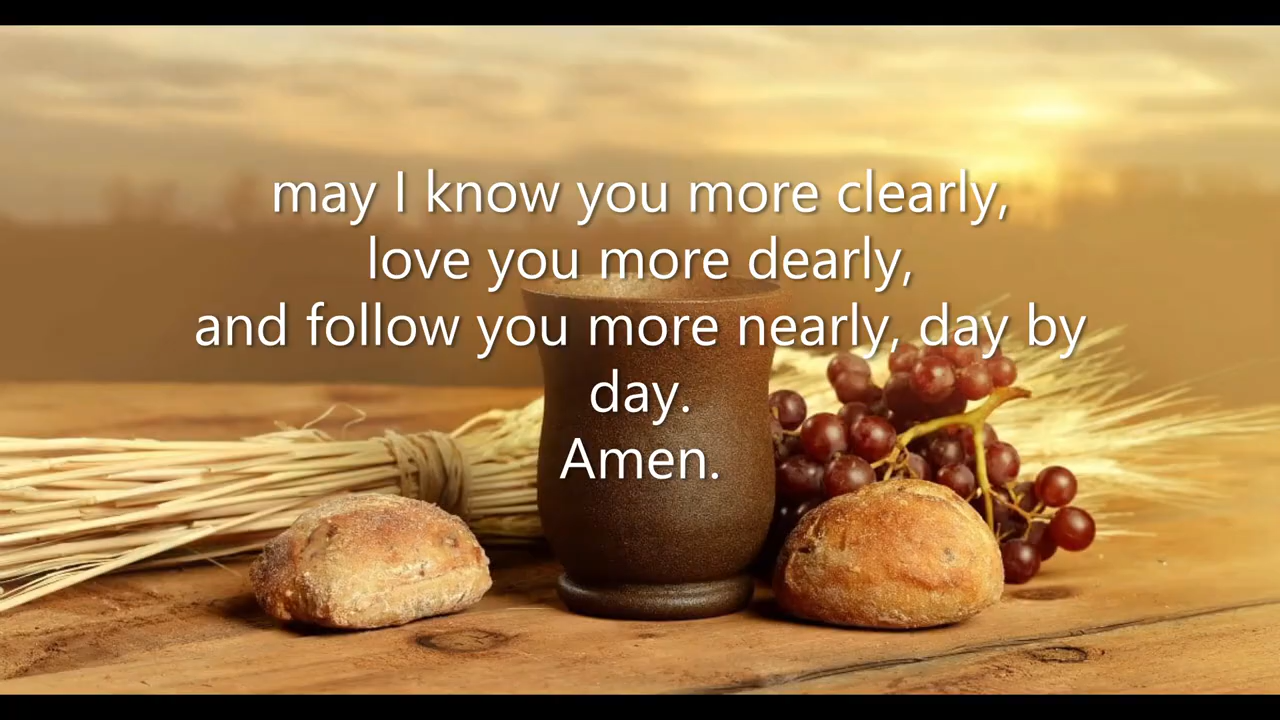 may I know you more clearly,
love you more dearly,
and follow you more nearly, day by
day.
Amen.